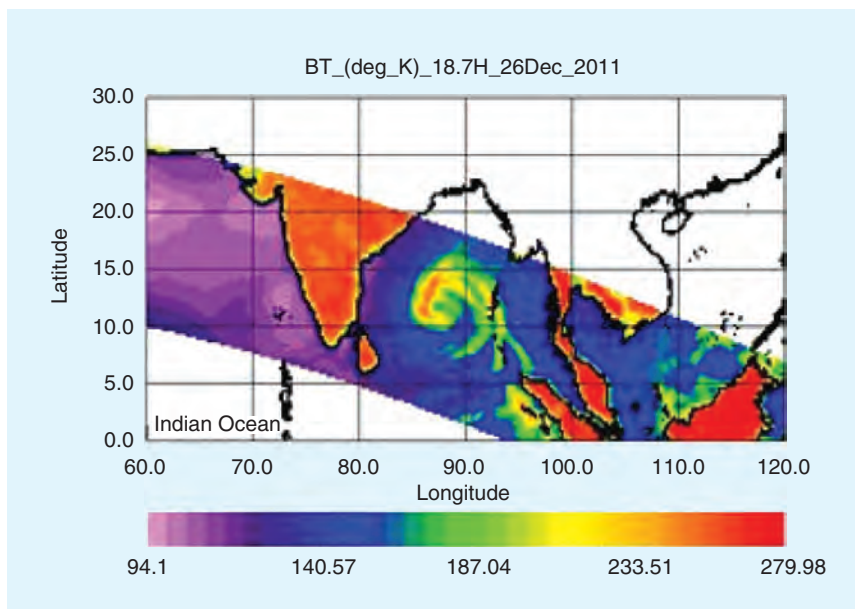 BT_(deg_K)_18.7H_26Dec_2011
30.0
25.0
20.0
15.0
10.0
5.0
0.0
Latitude
Indian Ocean
60.0 70.0 80.0 90.0 100.0 110.0 120.0
Longitude
94.1 140.57 187.04 233.51 279.98